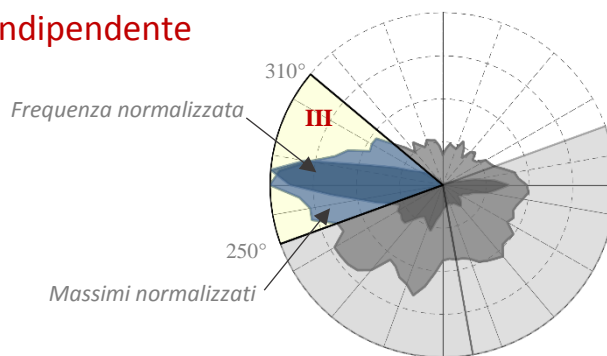 ndipendente
310°
Frequenza normalizzata
III
250°
Massimi normalizzati